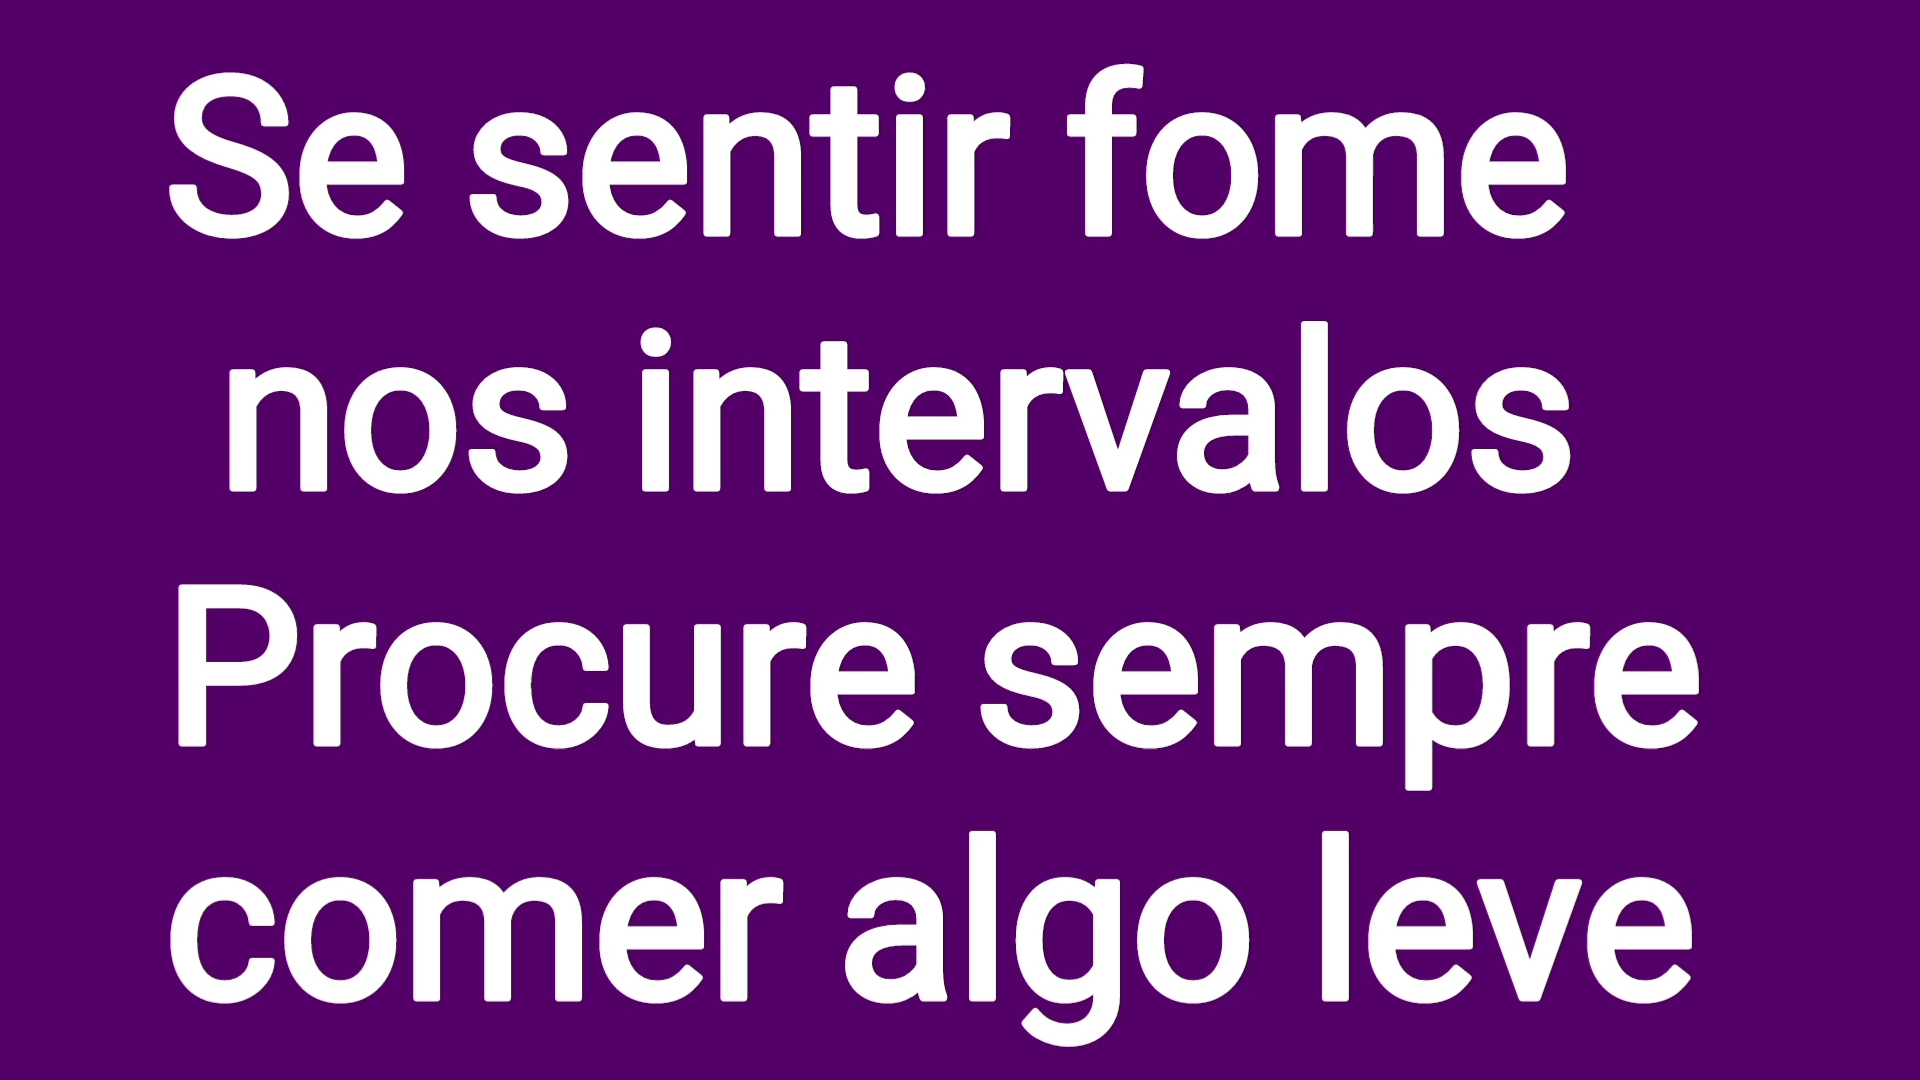 Se sentir fome
nos intervalos
Procure sempre
comer algo leve